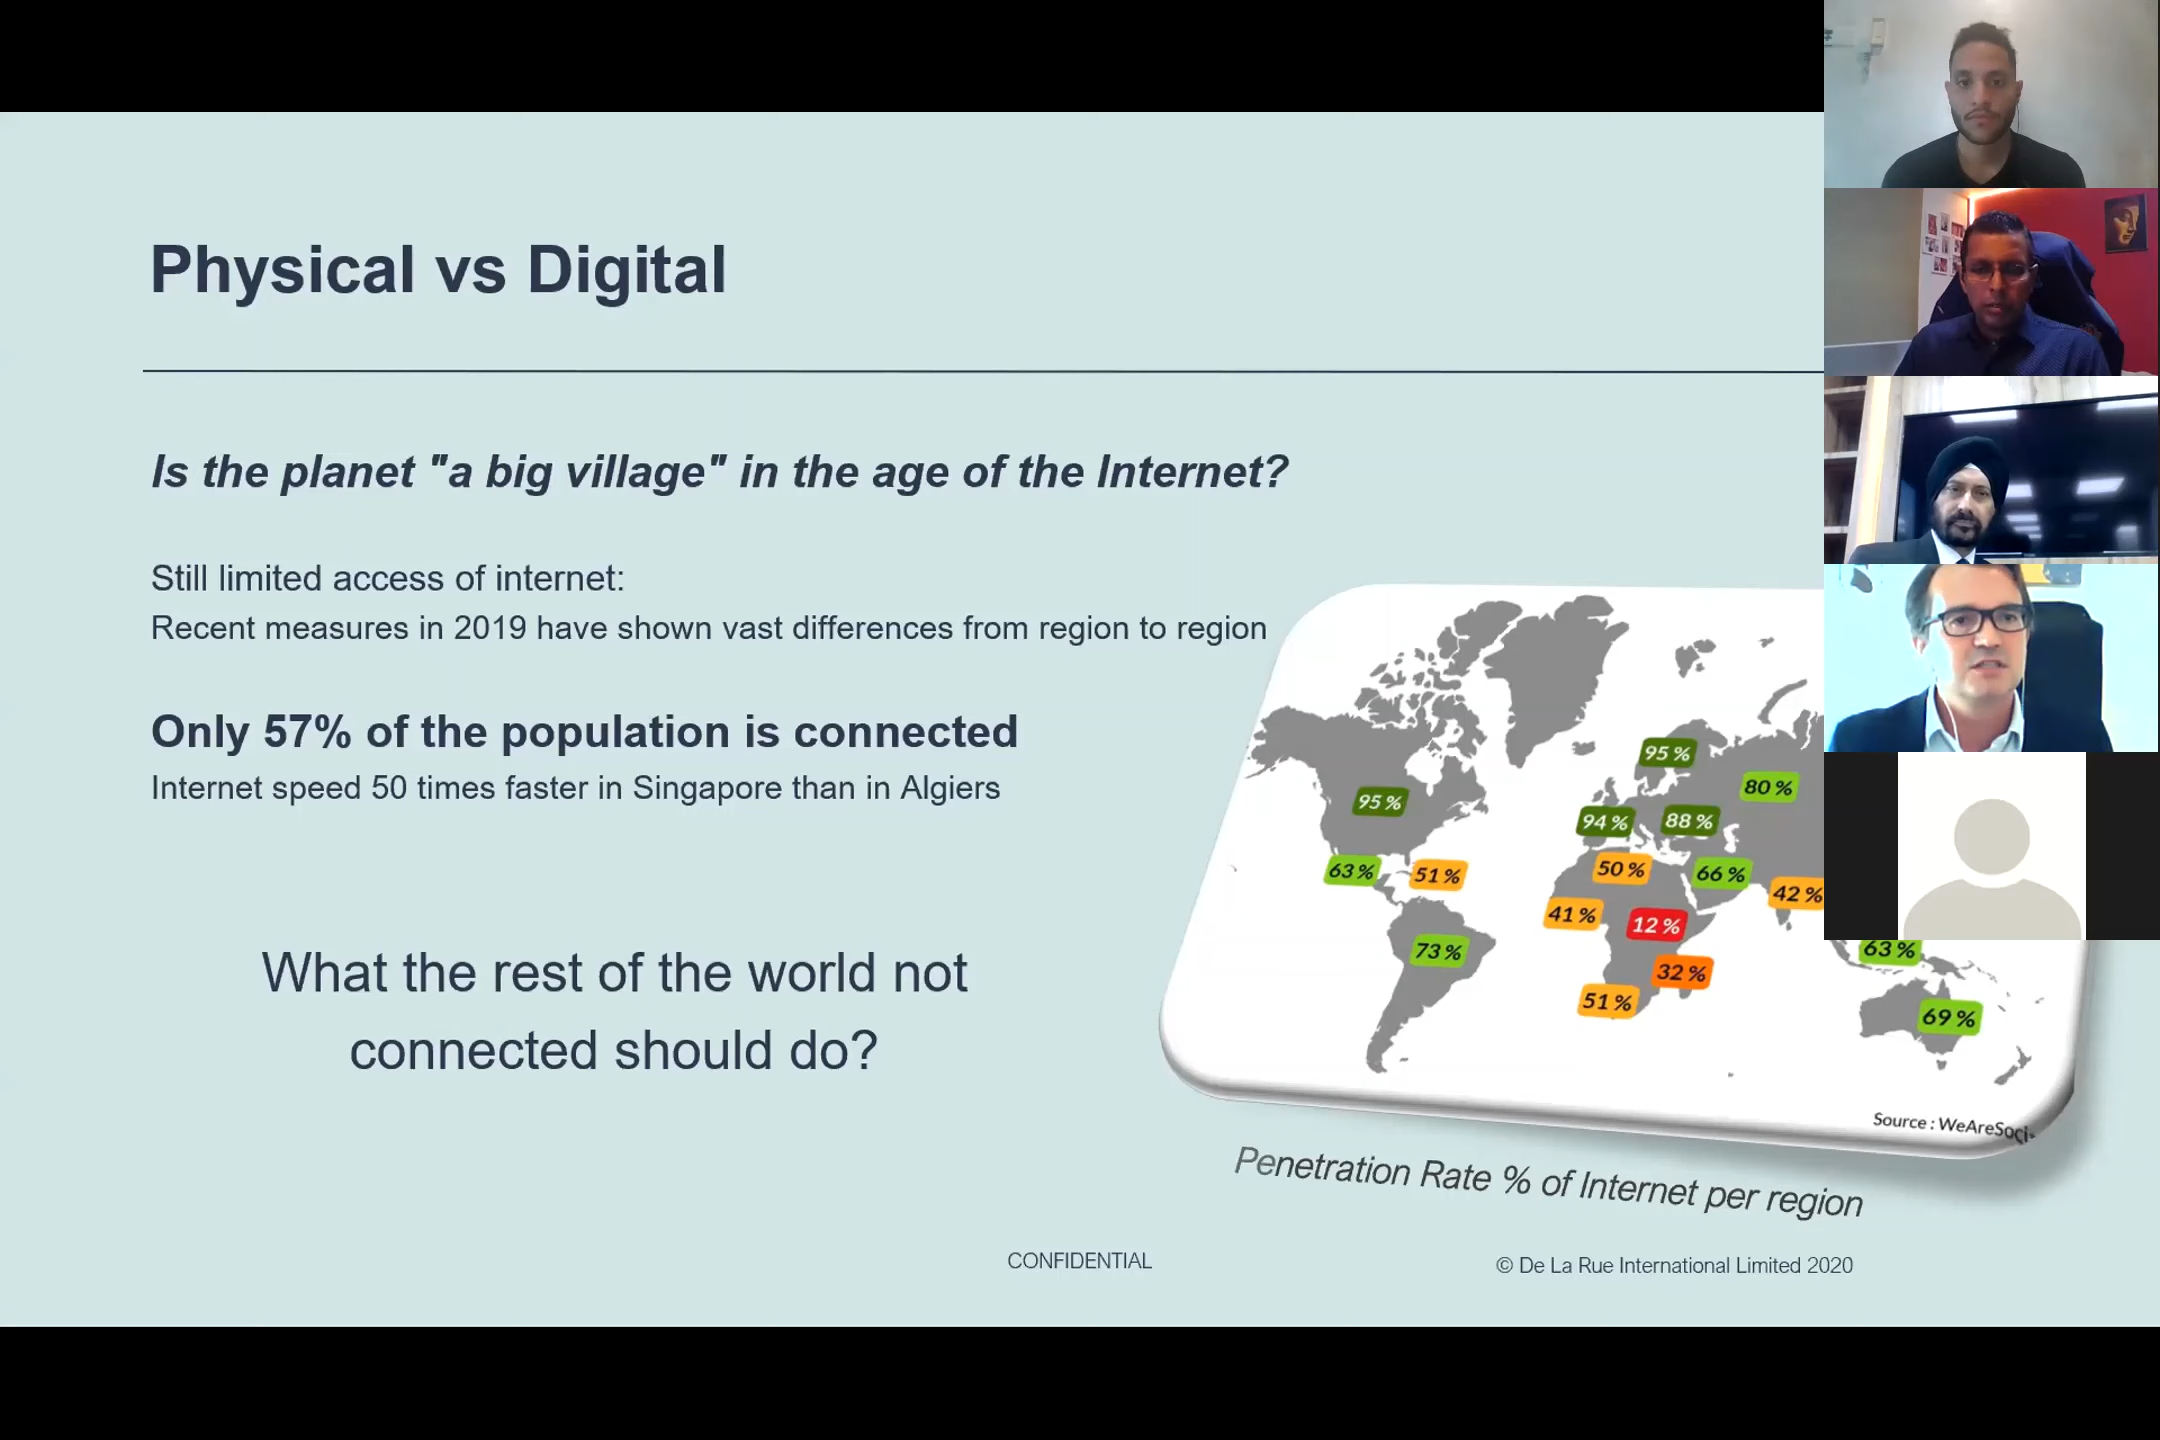 Physical vs Digital
Is the planet "a big village" in the age of the Internet?
Still limited access of internet:
Recent measures in 2019 have shown vast differences from region to region
Only 57% of the population is connected
Internet speed 50 times faster in Singapore than in Algiers
What the rest of the world not
connected should do?
95 %
80 %
95 %
94 %
88 %
63 %
51 %
50 %
66 %
42 %
41 %
12 %
73 %
63 %
32 %
51 %
69 %
Source : WeAreSoci
Penetration Rate % of Internet per region
CONFIDENTIAL
© De La Rue International Limited 2020